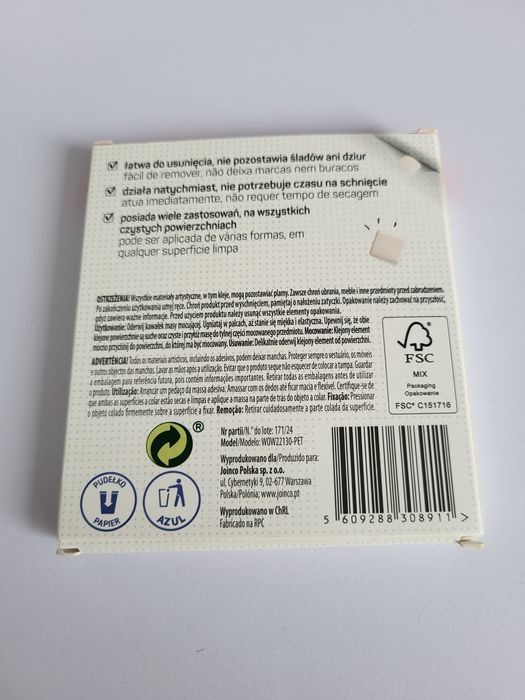 łatwa do usunięcia, nie pozostawia śladów ani dziur
fácil de remover, não deixa marcas nem buracos
działa natychmiast, nie potrzebuje czasu na schnięcie
atua imediatamente, não requer tempo de secagem
posiada wiele zastosowań, na wszystkich
czystych powierzchniach
pode ser aplicada de várias formas, em
qualquer superfície limpa
OSTRZEŻENIA! Wszystkie materiały artystyczne, w tym kleje, mogą pozostawiać plamy. Zawsze chroń ubrania, meble i inne przedmioty przed zabrudzeniem.
Po zakończeniu użytkowania umyj ręce. Chroń produkt przed wyschnięciem, pamiętaj o nałożeniu zatyczki. Opakowanie należy zachować na przyszłość,
gdyż zawiera ważne informacje. Przed użyciem produktu należy usunąć wszystkie elementy opakowania.
Użytkowanie: Oderwij kawałek masy mocującej. Ugniataj w palcach, aż stanie się miękka i elastyczna. Upewnij się, że obie
klejone powierzchnie są suche oraz czyste i przyłóż masę do tylnej części mocowanego przedmiotu. Mocowanie: Klejony element
mocno przyciśnij do powierzchni, do której ma być mocowany. Usuwanie: Delikatnie oderwij klejony element od powierzchni.
ADVERTÊNCIA! Todos os materiais artísticos, incluindo os adesivos, podem deixar manchas. Proteger sempre o vestuário, os móveis
e outros objetos das manchas. Lavar as mãos após a utilização. Evitar que o produto seque não esquecer de colocar a tampa. Guardar
a embalagem para referência futura, pois contém informações importantes. Retirar todas as embalagens antes de utilizar
o produto. Utilização: Arrancar um pedaço da massa adesiva. Amassar com os dedos até ficar macia e flexível. Certifique-se de
que ambas as superfícies a colar estão secas e limpas e aplique a massa na parte de trás do objeto a colar. Fixação: Pressionar
o objeto colado firmemente sobre a superfície a fixar. Remoção: Retirar cuidadosamente a parte colada da superfície.
FSC
MIX
Packaging
Opakowanie
FSC® C151716
®
PUDEŁKO
PAPIER
AZUL
Nr partii/N.° do lote: 171/24
Model/Modelo: WOW22130-PET
Wyprodukowano dla/Produzido para:
Joinco Polska sp. z o.o.
ul. Cybernetyki 9, 02-677 Warszawa
Polska/Polónia; www.joinco.pl
Wyprodukowano w ChRL
Fabricado na RPC
5 609288 308911 >